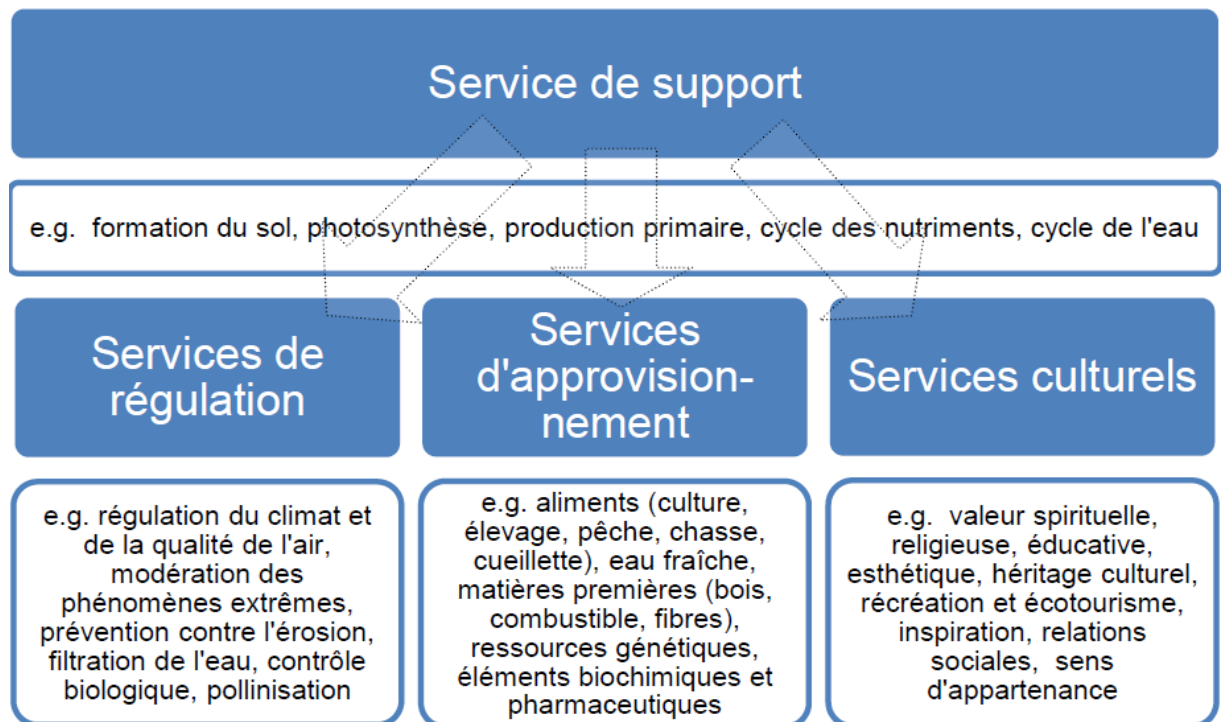 Service de support
e.g. formation du sol, photosynthèse, production primaire, cycle des nutriments, cycle de l'eau
Services de
régulation
Services
d'approvision-
nement
Services culturels
e.g. régulation du climat et
de la qualité de l'air,
modération des
phénomènes extrêmes,
prévention contre l'érosion,
filtration de l'eau, contrôle
biologique, pollinisation
e.g. aliments (culture,
élevage, pêche, chasse,
cueillette), eau fraîche,
matières premières (bois,
combustible, fibres),
ressources génétiques,
éléments biochimiques et
pharmaceutiques
e.g. valeur spirituelle,
religieuse, éducative,
esthétique, héritage culturel,
récréation et écotourisme,
inspiration, relations
sociales, sens
d'appartenance